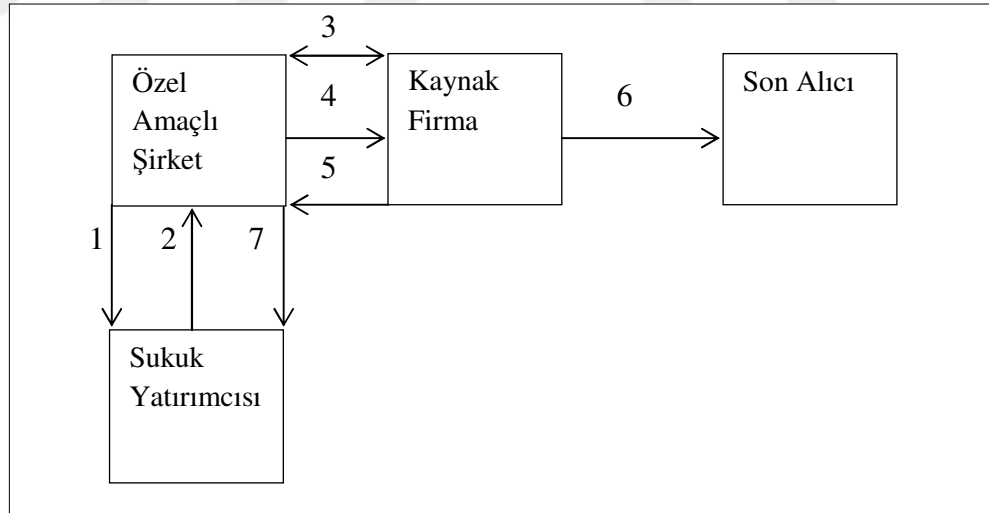 3
Özel
Amaçlı
Şirket
4
5
Kaynak
Firma
6
Son Alıcı
1
2
7
Sukuk
Yatırımcısı